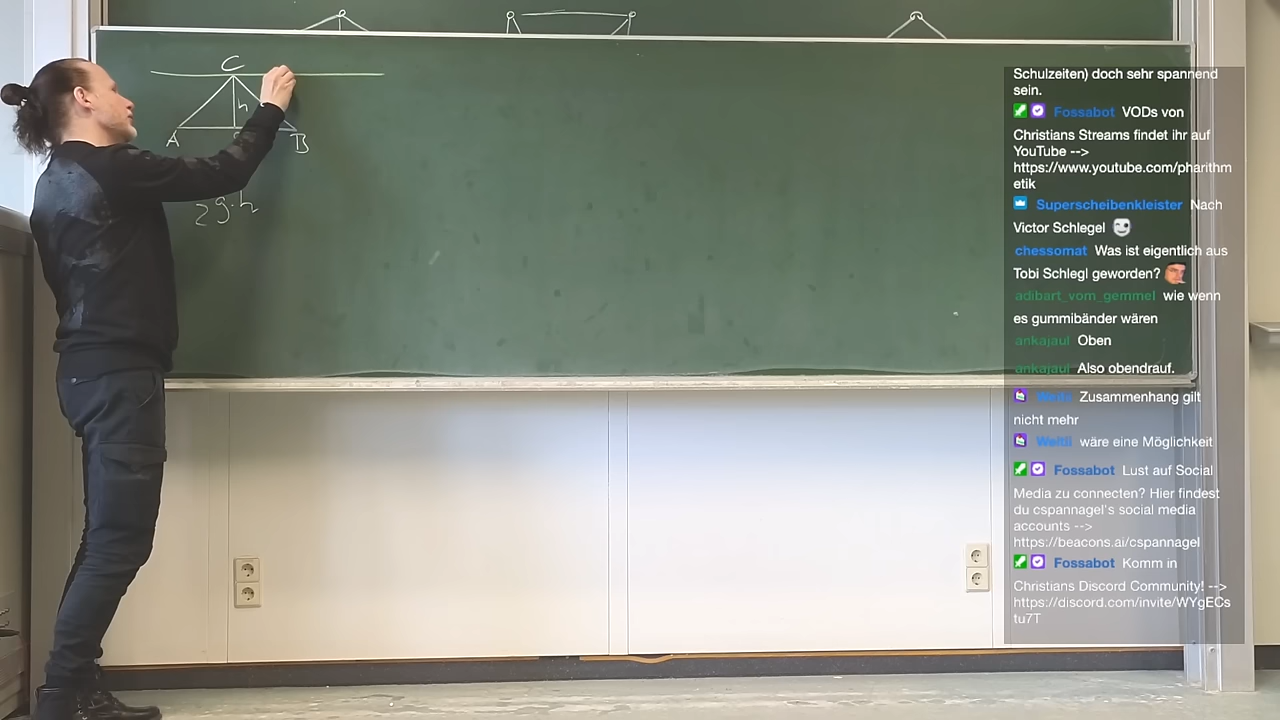 C
h
A
B
Schulzeiten) doch sehr spannend
sein.
Fossabot VODs von
Christians Streams findet ihr auf
YouTube -->
https://www.youtube.com/pharithm
etik
Superscheibenkleister Nach
Victor Schlegel
chessomat Was ist eigentlich aus
Tobi Schlegl geworden?
adibart_vom_gemmel wie wenn
es gummibänder wären
ankajaul Oben
ankajaul Also obendrauf.
Weltli Zusammenhang gilt
nicht mehr
Weltli wäre eine Möglichkeit
Fossabot Lust auf Social
Media zu connecten? Hier findest
du cspannagel's social media
accounts -->
https://beacons.ai/cspannagel
Fossabot Komm in
Christians Discord Community! -->
https://discord.com/invite/WYgECs
tu7T